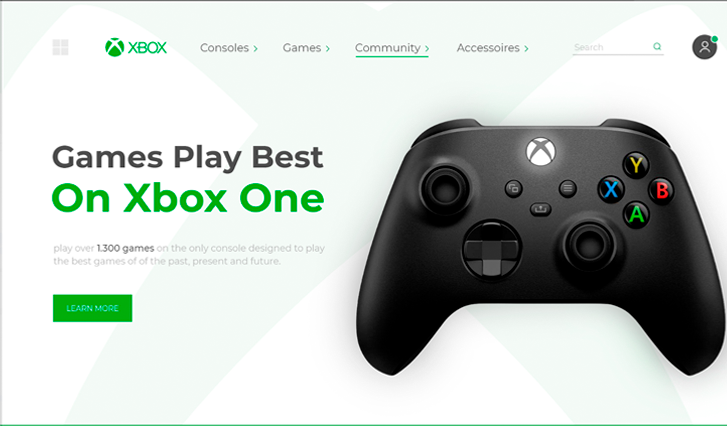 XBOX
Consoles
Games
Community
Accessoires
Search
Games Play Best
On Xbox One
play over 1.300 games on the only console designed to play
the best games of of the past, present and future.
LEARN MORE
Y
X
B
A